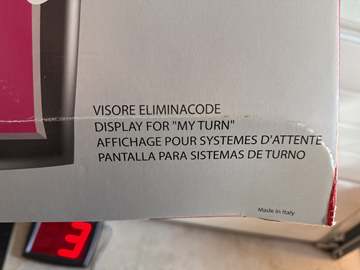 VISORE ELIMINACODE
DISPLAY FOR "MY TURN"
AFFICHAGE POUR SYSTEMES D'ATTENTE
PANTALLA PARA SISTEMAS DE TURNO
Made in Italy
3